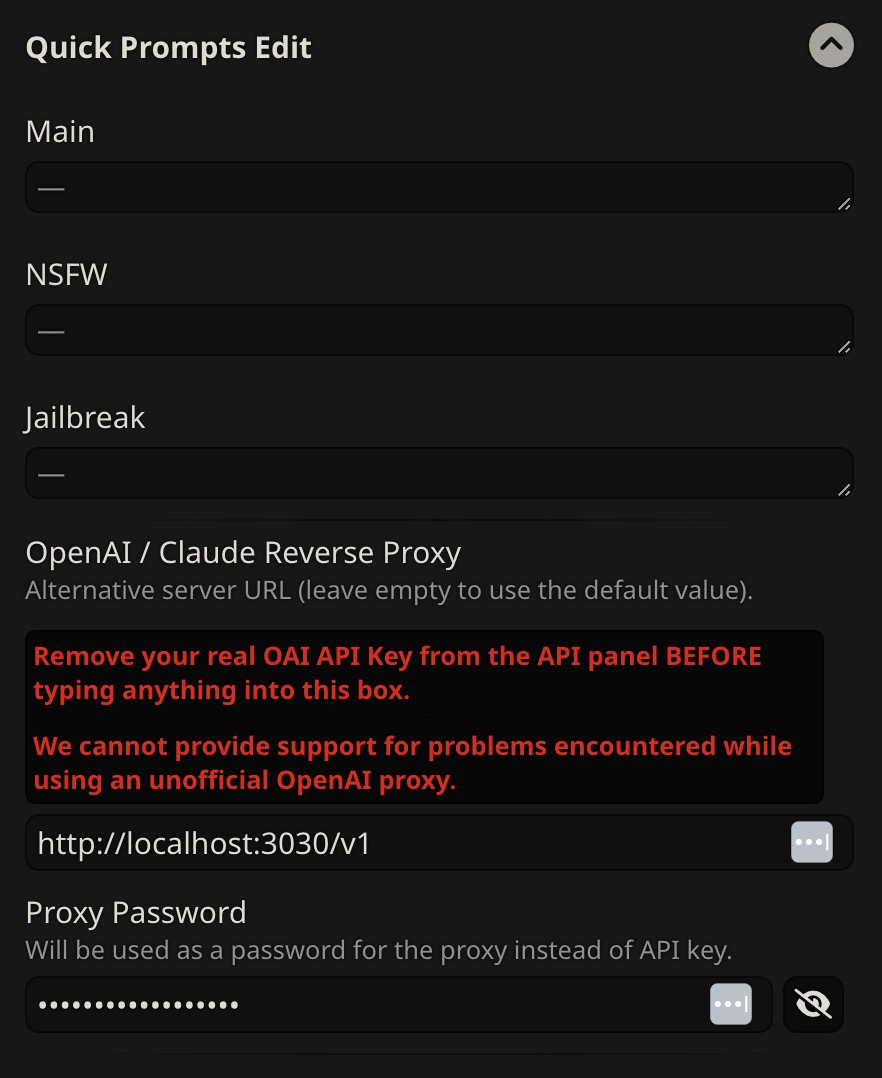 Quick Prompts Edit
Main
—
NSFW
—
Jailbreak
—
OpenAI / Claude Reverse Proxy
Alternative server URL (leave empty to use the default value).
Remove your real OAI API Key from the API panel BEFORE
typing anything into this box.
We cannot provide support for problems encountered while
using an unofficial OpenAI proxy.
http://localhost:3030/v1
Proxy Password
Will be used as a password for the proxy instead of API key.
••••••••••••••••••